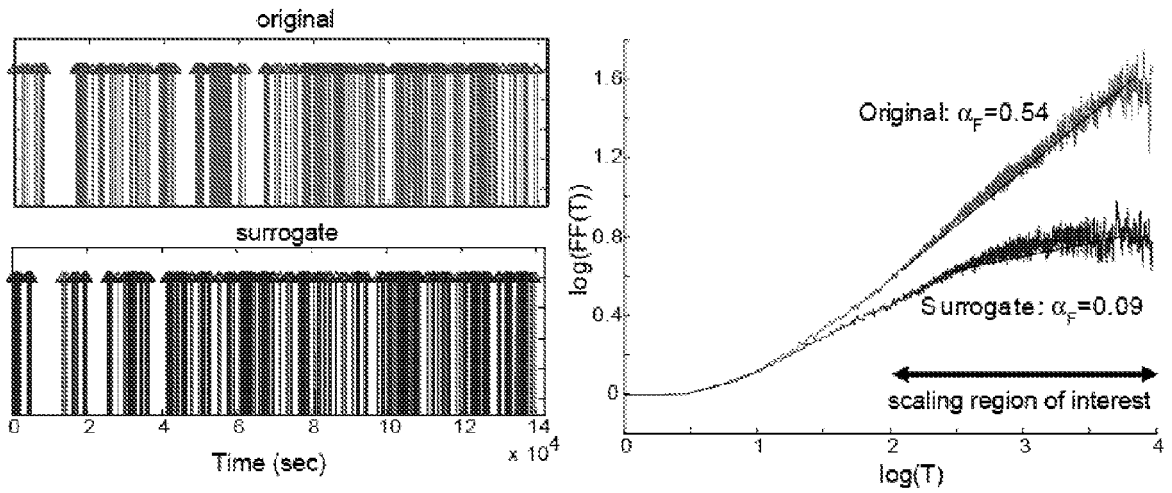 original
surrogate
0 2 4 6 8 10 12 14
x 10⁴
Time (sec)
log(FF(T))
1.6
1.2
0.8
0.4
0
Original: α_F=0.54
Surrogate: α_F=0.09
scaling region of interest
0 1 2 3 4
log(T)